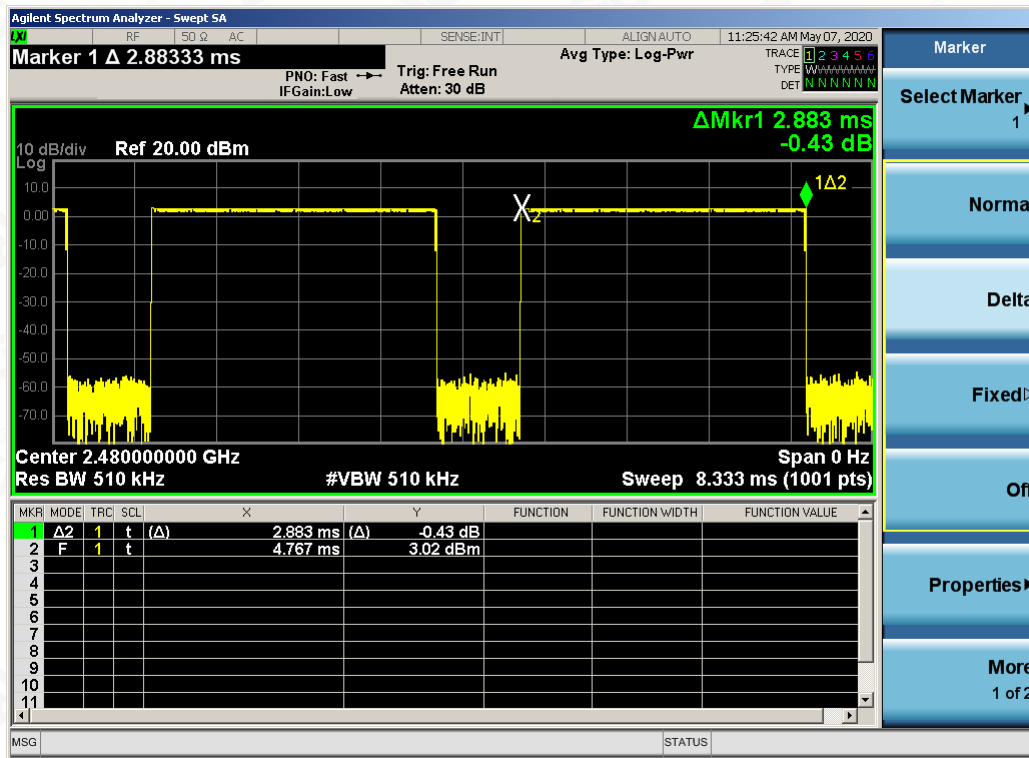 Agilent Spectrum Analyzer - Swept SA
LXI RF 50 Ω AC SENSE:INT ALIGN AUTO 11:25:42 AM May 07, 2020
Marker 1 Δ 2.88333 ms
PNO: Fast
IFGain:Low
Trig: Free Run
Atten: 30 dB
Avg Type: Log-Pwr
TRACE 1 2 3 4 5 6
TYPE WWWWWW
DET N N N N N N
ΔMkr1 2.883 ms
-0.43 dB
10 dB/div Ref 20.00 dBm
Log
10.0
0.00
-10.0
-20.0
-30.0
-40.0
-50.0
-60.0
-70.0
X2
1Δ2
Center 2.480000000 GHz Span 0 Hz
Res BW 510 kHz #VBW 510 kHz Sweep 8.333 ms (1001 pts)
MKR MODE TRC SCL X Y FUNCTION FUNCTION WIDTH FUNCTION VALUE
1 Δ2 1 t (Δ) 2.883 ms (Δ) -0.43 dB
2 F 1 t 4.767 ms 3.02 dBm
3
4
5
6
7
8
9
10
11
MSG STATUS
Marker
Select Marker
1
Norma
Delta
Fixed
Off
Properties
More
1 of 2